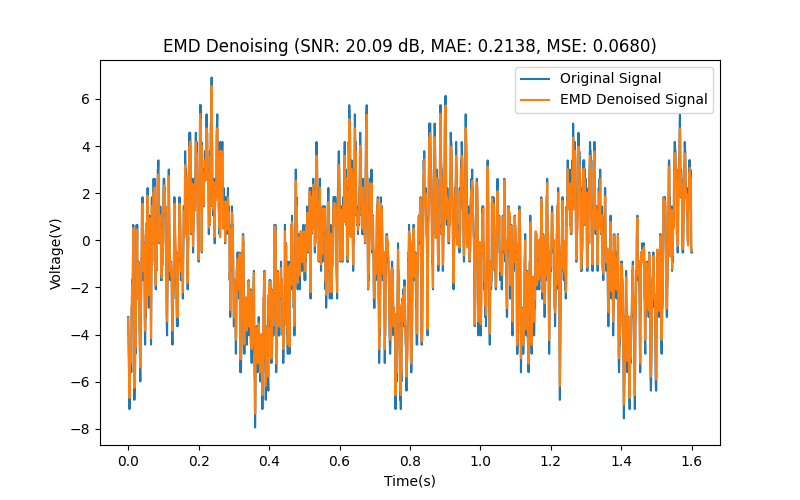 EMD Denoising (SNR: 20.09 dB, MAE: 0.2138, MSE: 0.0680)
Original Signal
EMD Denoised Signal
6
4
2
0
−2
−4
−6
−8
Voltage(V)
0.0 0.2 0.4 0.6 0.8 1.0 1.2 1.4 1.6
Time(s)